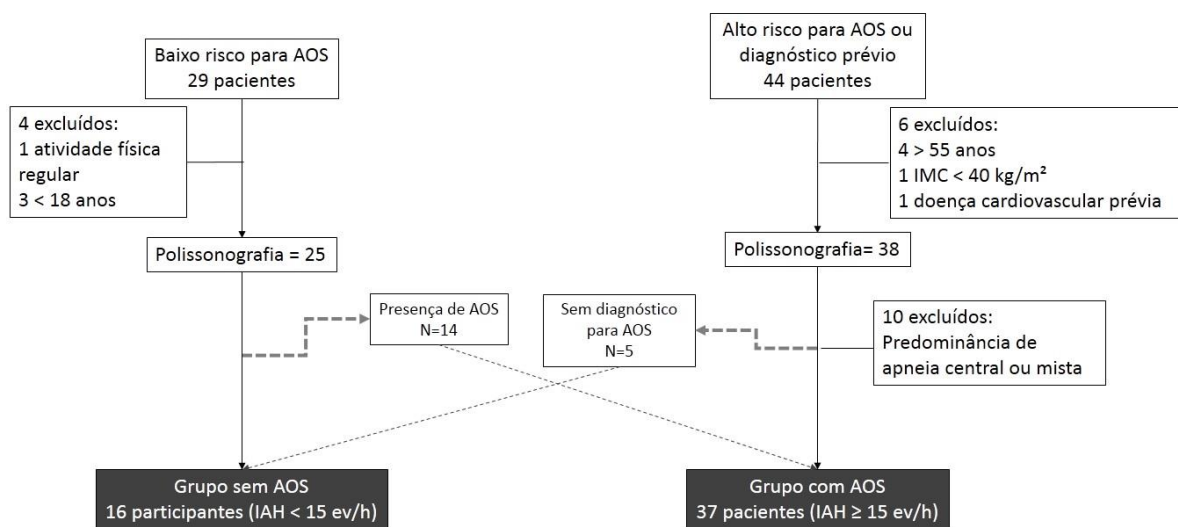 Baixo risco para AOS
29 pacientes
Alto risco para AOS ou
diagnóstico prévio
44 pacientes
4 excluídos:
1 atividade física
regular
3 < 18 anos
6 excluídos:
4 > 55 anos
1 IMC < 40 kg/m²
1 doença cardiovascular prévia
Polissonografia = 25
Polissonografia= 38
Presença de AOS
N=14
Sem diagnóstico
para AOS
N=5
10 excluídos:
Predominância de
apneia central ou mista
Grupo sem AOS
16 participantes (IAH < 15 ev/h)
Grupo com AOS
37 pacientes (IAH ≥ 15 ev/h)